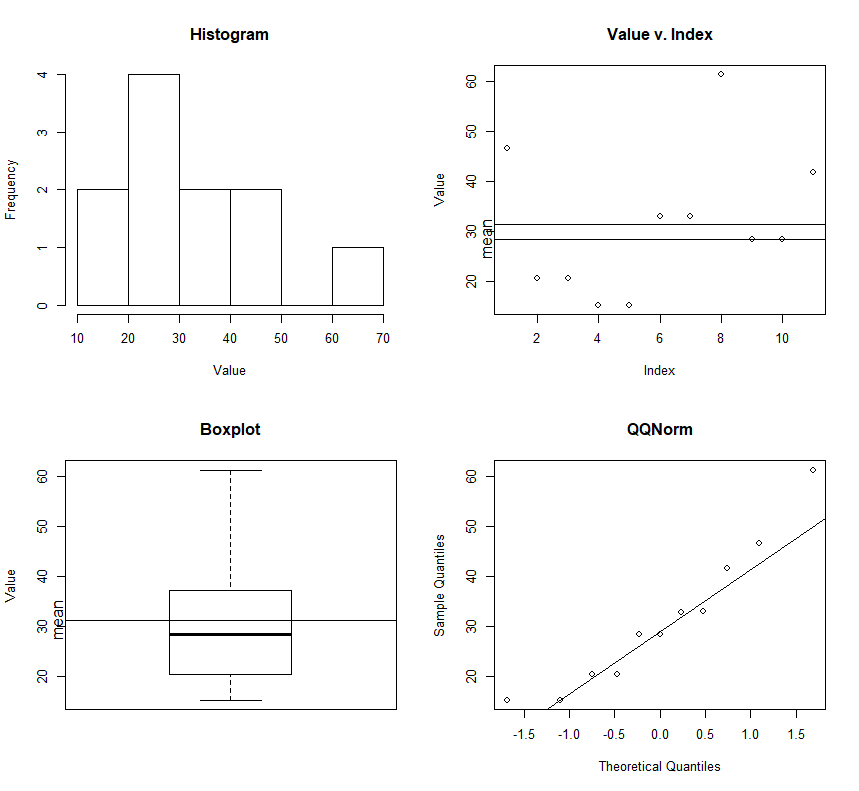 Histogram
Frequency
0 1 2 3 4
10 20 30 40 50 60 70
Value
Value v. Index
Value
20 30 40 50 60
mean
2 4 6 8 10
Index
Boxplot
Value
20 30 40 50 60
mean
QQNorm
Sample Quantiles
20 30 40 50 60
-1.5 -1.0 -0.5 0.0 0.5 1.0 1.5
Theoretical Quantiles